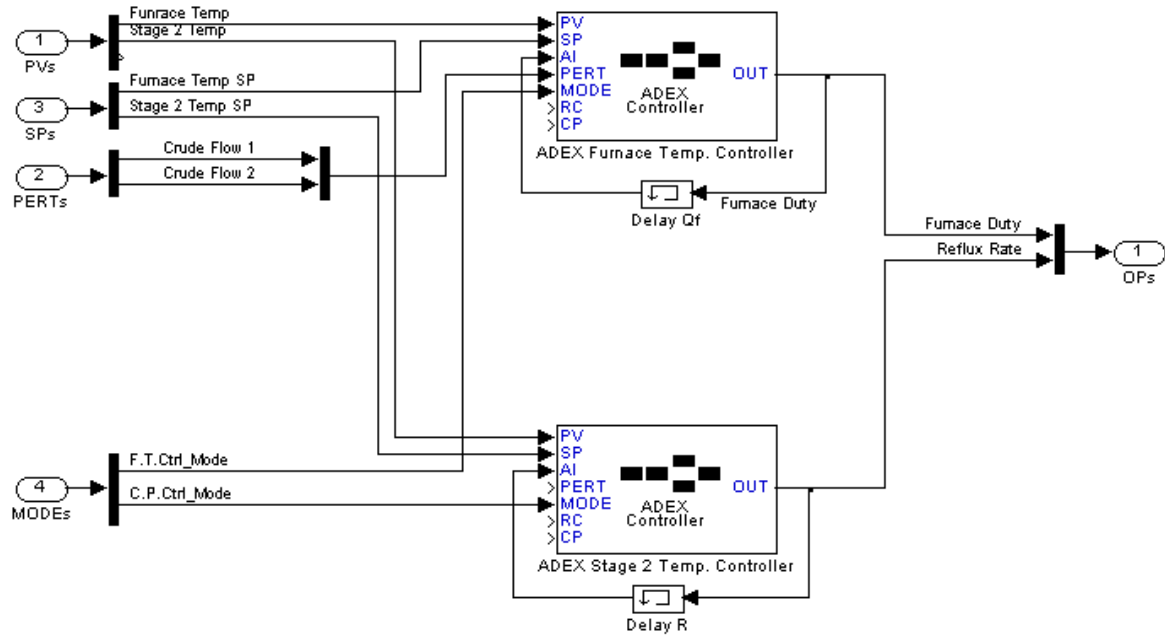 Funrace Temp
Stage 2 Temp
1
PVs
Furnace Temp SP
Stage 2 Temp SP
3
SPs
Crude Flow 1
Crude Flow 2
2
PERTs
PV
SP
AI
PERT
MODE
RC
CP
OUT
ADEX
Controller
ADEX Furnace Temp. Controller
Delay Qf
Furnace Duty
Furnace Duty
Reflux Rate
1
OPs
F.T.Ctrl_Mode
C.P.Ctrl_Mode
4
MODEs
PV
SP
AI
PERT
MODE
RC
CP
OUT
ADEX
Controller
ADEX Stage 2 Temp. Controller
Delay R